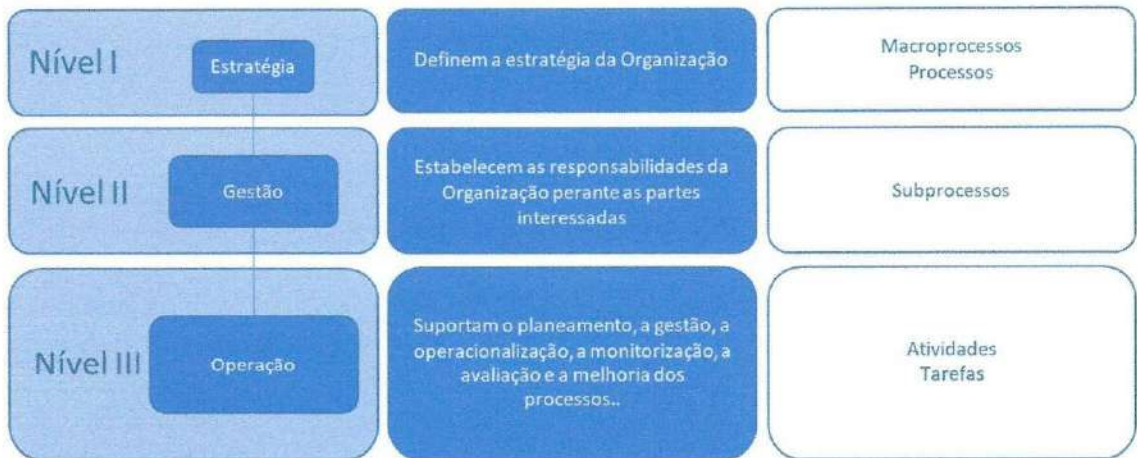 Nível I
Estratégia
Definem a estratégia da Organização
Macroprocessos
Processos
Nível II
Gestão
Estabelecem as responsabilidades da
Organização perante as partes
interessadas
Subprocessos
Nível III
Operação
Suportam o planeamento, a gestão, a
operacionalização, a monitorização, a
avaliação e a melhoria dos
processos..
Atividades
Tarefas